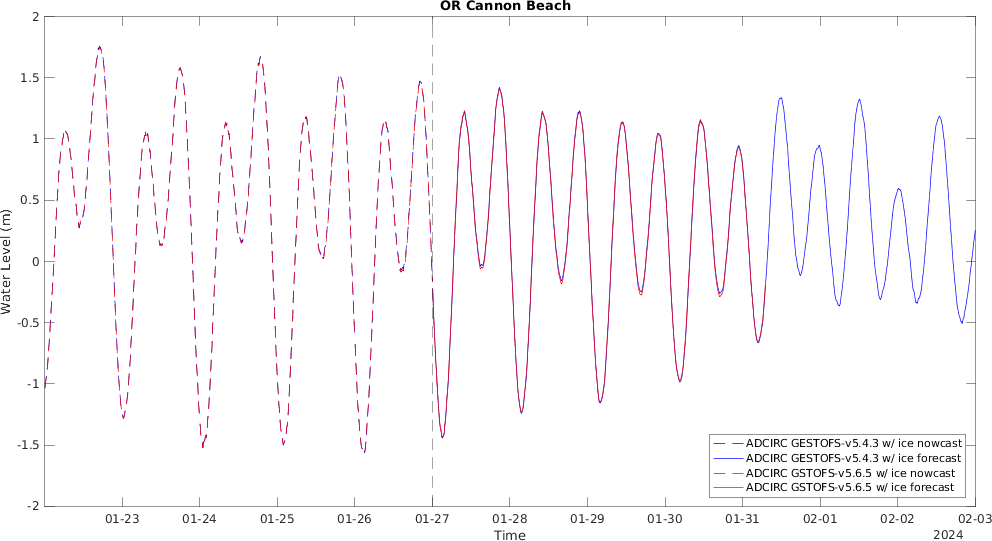 OR Cannon Beach
2
1.5
1
0.5
0
-0.5
-1
-1.5
-2
Water Level (m)
01-23 01-24 01-25 01-26 01-27 01-28 01-29 01-30 01-31 02-01 02-02 02-03
Time
2024
ADCIRC GESTOFS-v5.4.3 w/ ice nowcast
ADCIRC GESTOFS-v5.4.3 w/ ice forecast
ADCIRC GSTOFS-v5.6.5 w/ ice nowcast
ADCIRC GSTOFS-v5.6.5 w/ ice forecast